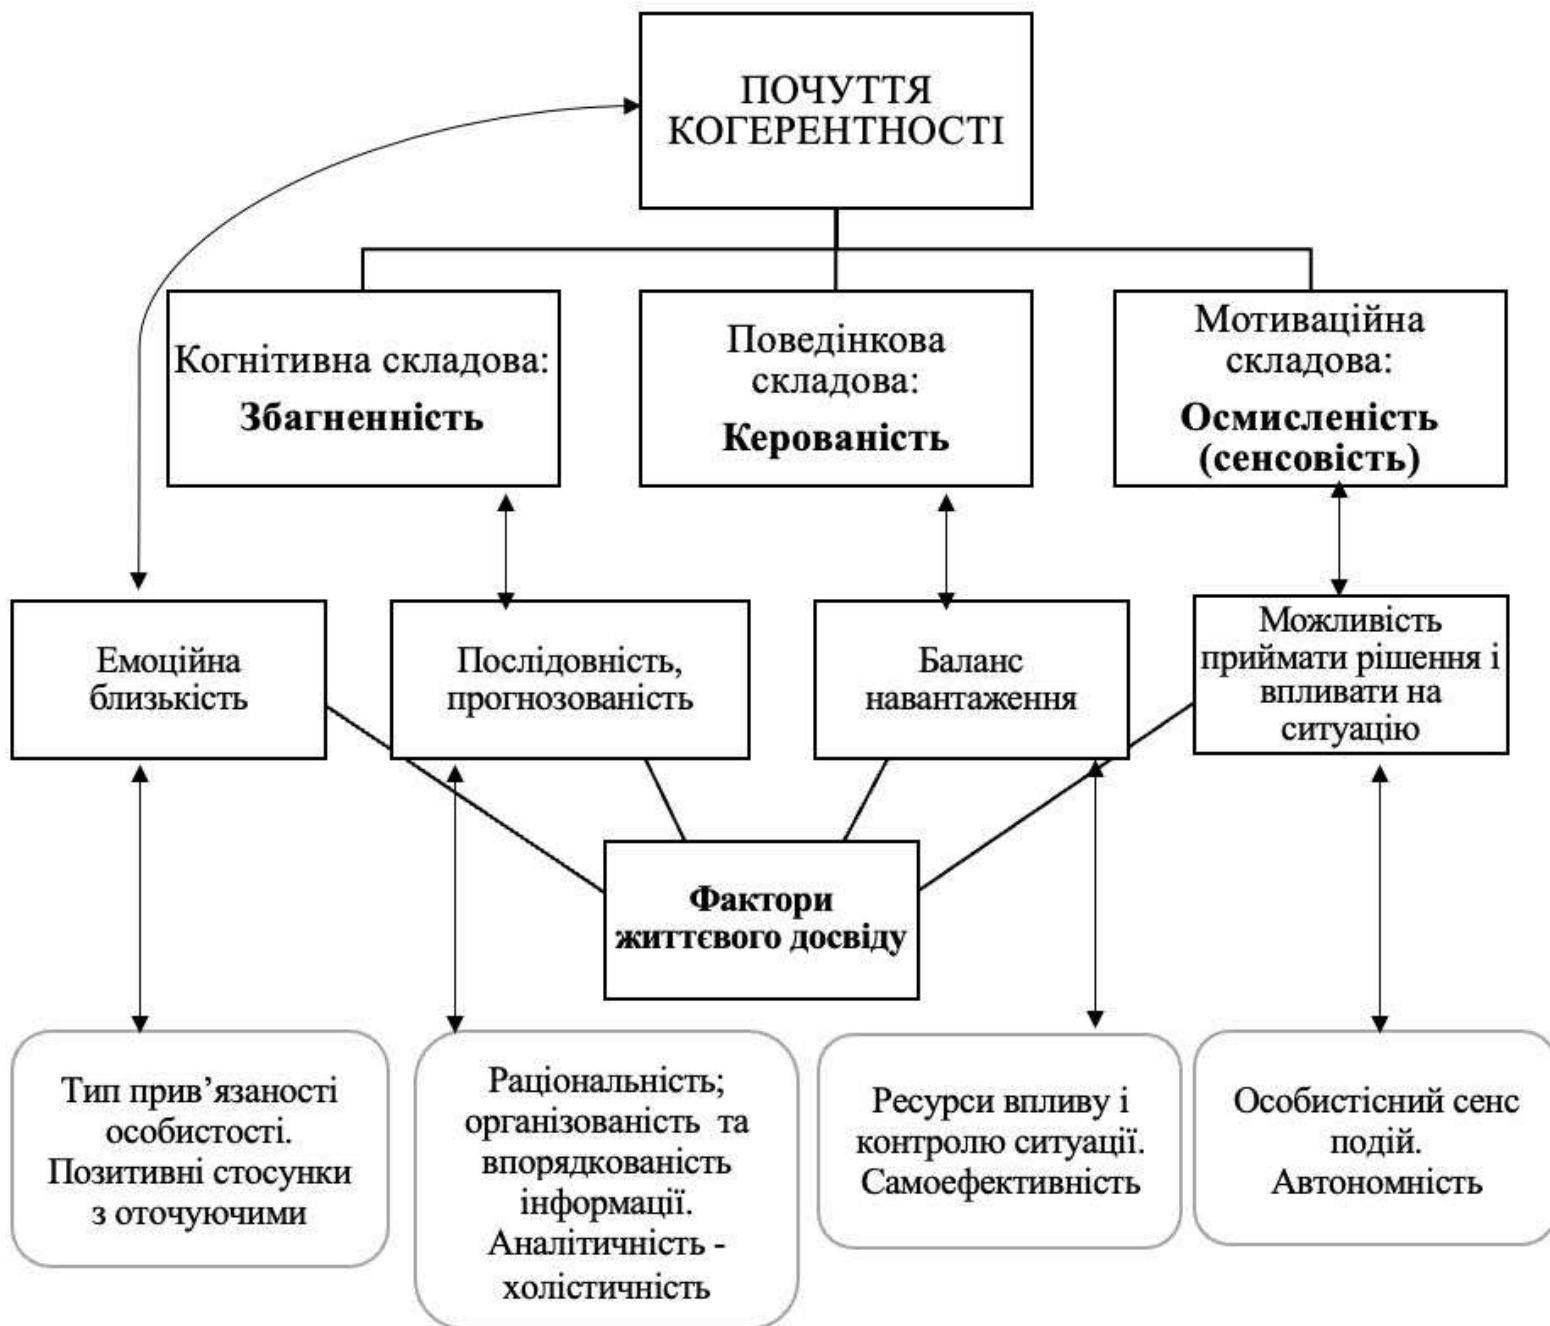 ПОЧУТТЯ
КОГЕРЕНТНОСТІ
Когнітивна складова:
Збагненність
Поведінкова
складова:
Керованість
Мотиваційна
складова:
Осмисленість
(сенсовість)
Емоційна
близькість
Послідовність,
прогнозованість
Баланс
навантаження
Можливість
приймати рішення і
впливати на
ситуацію
Фактори
життєвого досвіду
Тип прив’язаності
особистості.
Позитивні стосунки
з оточуючими
Раціональність;
організованість та
впорядкованість
інформації.
Аналітичність -
холістичність
Ресурси впливу і
контролю ситуації.
Самоефективність
Особистісний сенс
подій.
Автономність